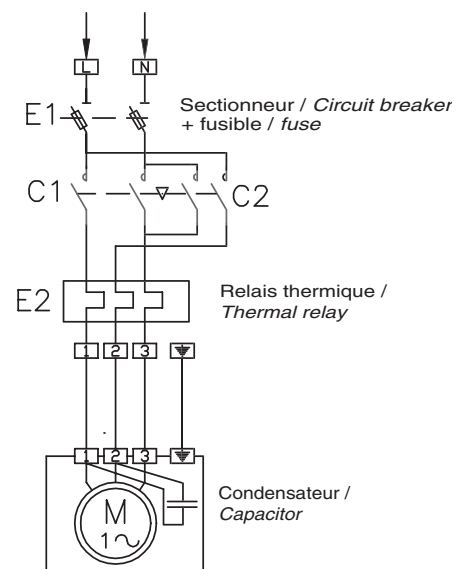 L N
E1
Sectionneur / Circuit breaker
+ fusible / fuse
C1
C2
E2
Relais thermique /
Thermal relay
1 2 3
1 2 3
Condensateur /
Capacitor
M
1~